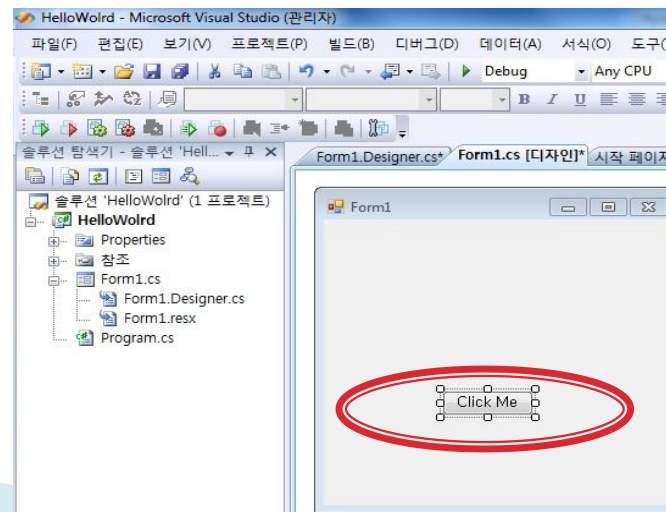 HelloWolrd - Microsoft Visual Studio (관리자)
파일(F) 편집(E) 보기(V) 프로젝트(P) 빌드(B) 디버그(D) 데이터(A) 서식(O) 도구(
Debug Any CPU
B I U
솔루션 탐색기 - 솔루션 'Hell...
Form1.Designer.cs* Form1.cs [디자인]* 시작 페이지
솔루션 'HelloWolrd' (1 프로젝트)
HelloWolrd
Properties
참조
Form1.cs
Form1.Designer.cs
Form1.resx
Program.cs
Form1
Click Me